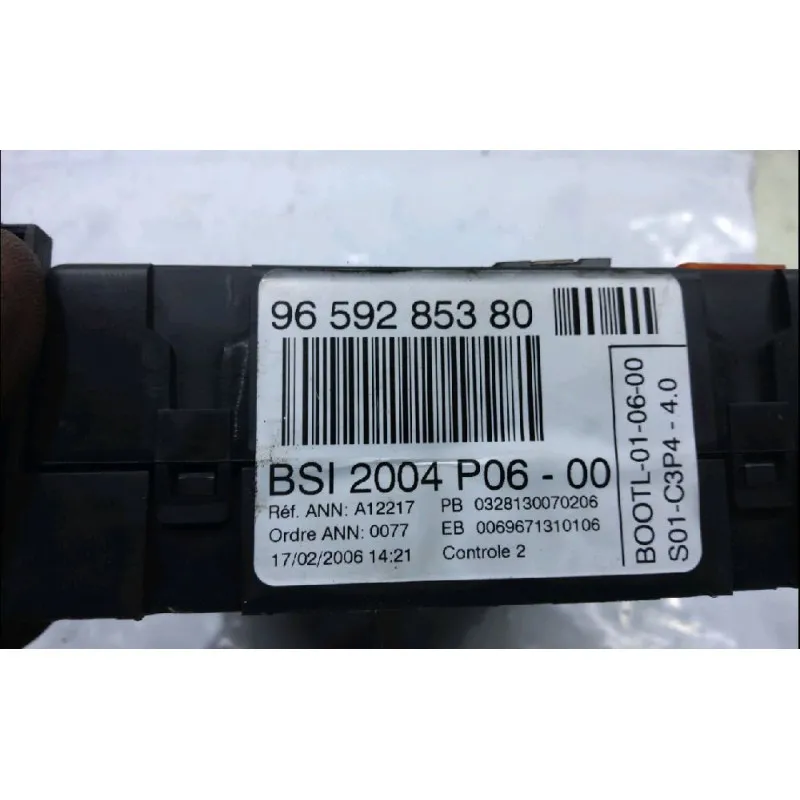 96 592 853 80
BSI 2004 P06 - 00
Réf. ANN: A12217 PB 0328130070206
Ordre ANN: 0077 EB 0069671310106
17/02/2006 14:21 Controle 2
BOOTL-01-06-00
S01-C3P4 - 4.0